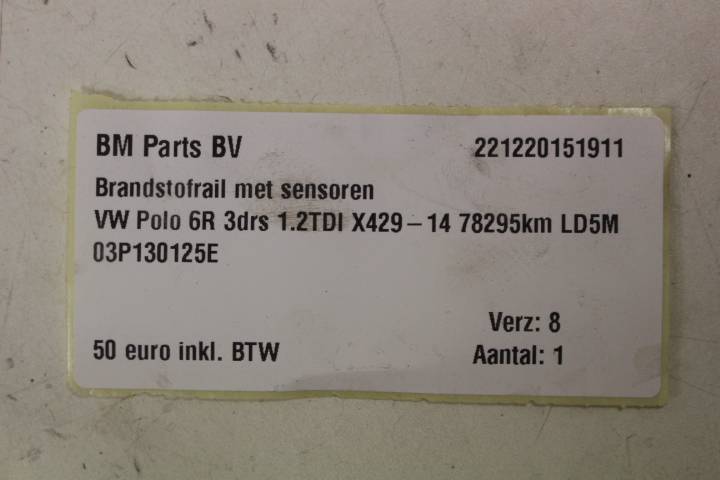 BM Parts BV 221220151911
Brandstofrail met sensoren
VW Polo 6R 3drs 1.2TDI X429-14 78295km LD5M
03P130125E
Verz: 8
50 euro inkl. BTW Aantal: 1